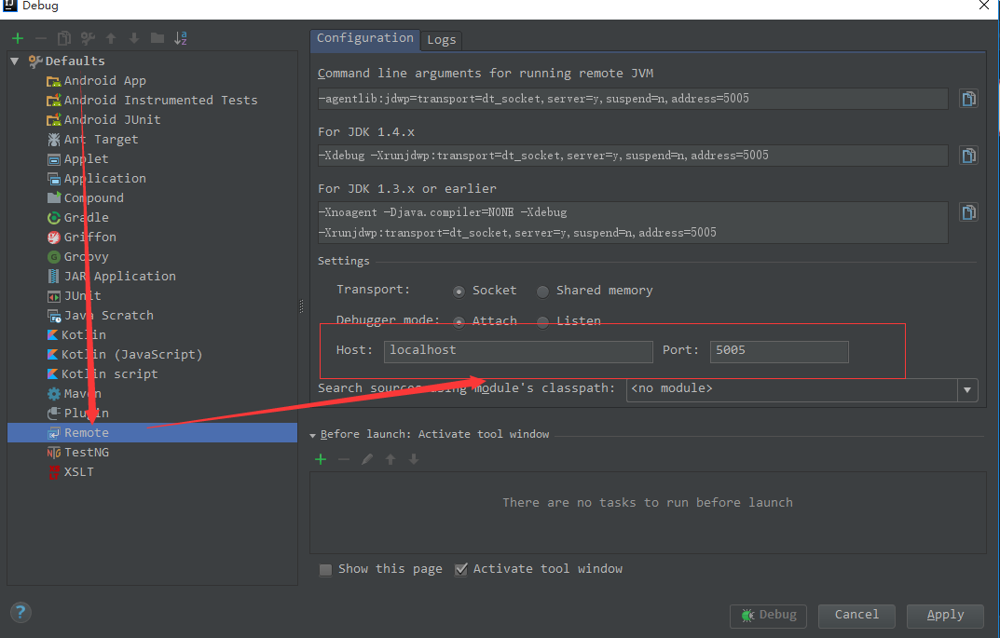 Debug
Defaults
Android App
Android Instrumented Tests
Android JUnit
Ant Target
Applet
Application
Compound
Gradle
Griffon
Groovy
JAR Application
JUnit
Java Scratch
Kotlin
Kotlin (JavaScript)
Kotlin script
Maven
Plugin
Remote
TestNG
XSLT
Configuration
Logs
Command line arguments for running remote JVM
-agentlib:jdwp=transport=dt_socket,server=y,suspend=n,address=5005
For JDK 1.4.x
-Xdebug -Xrunjdwp:transport=dt_socket,server=y,suspend=n,address=5005
For JDK 1.3.x or earlier
-Xnoagent -Djava.compiler=NONE -Xdebug
-Xrunjdwp:transport=dt_socket,server=y,suspend=n,address=5005
Settings
Transport: Socket Shared memory
Debugger mode: Attach Listen
Host: localhost Port: 5005
Search sources using module's classpath: <no module>
Before launch: Activate tool window
There are no tasks to run before launch
Show this page Activate tool window
? Debug Cancel Apply